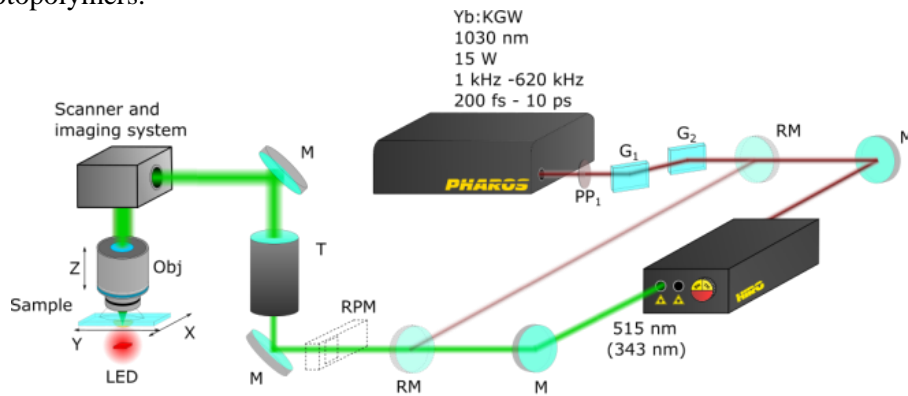 otopolymers.
Yb:KGW
1030 nm
15 W
1 kHz -620 kHz
200 fs - 10 ps
Scanner and
imaging system
M
G1
G2
RM
M
PHAROS
PP1
T
Z
Obj
Sample
RPM
HIRO
X
Y
515 nm
(343 nm)
LED
M
RM
M